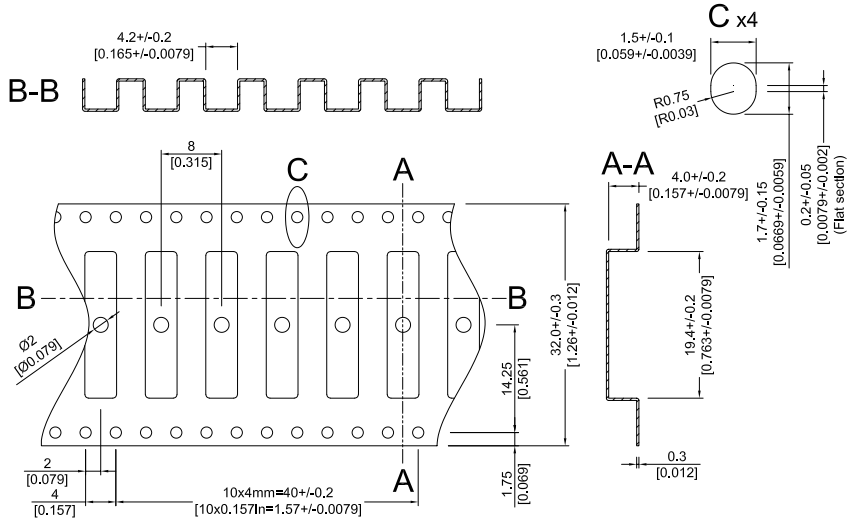 4.2+/-0.2
[0.165+/-0.0079]
B-B
C x4
1.5+/-0.1
[0.059+/-0.0039]
R0.75
[R0.03]
1.7+/-0.15
[0.0669+/-0.0059]
0.2+/-0.05
[0.0079+/-0.002]
(Flat section)
8
[0.315]
C
A
A-A
4.0+/-0.2
[0.157+/-0.0079]
B
B
Ø2
[Ø0.079]
32.0+/-0.3
[1.26+/-0.012]
19.4+/-0.2
[0.763+/-0.0079]
14.25
[0.561]
2
[0.079]
4
[0.157]
10x4mm=40+/-0.2
[10x0.157In=1.57+/-0.0079]
A
1.75
[0.069]
0.3
[0.012]